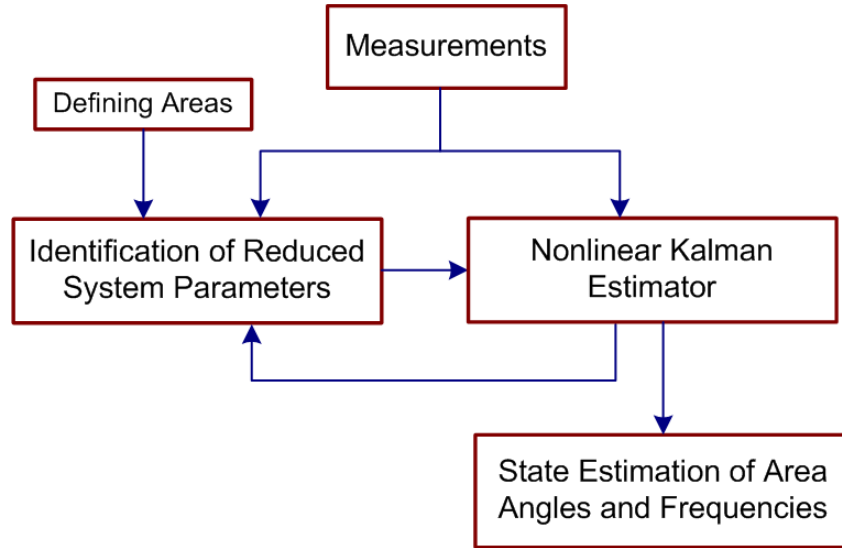 Measurements
Defining Areas
Identification of Reduced
System Parameters
Nonlinear Kalman
Estimator
State Estimation of Area
Angles and Frequencies